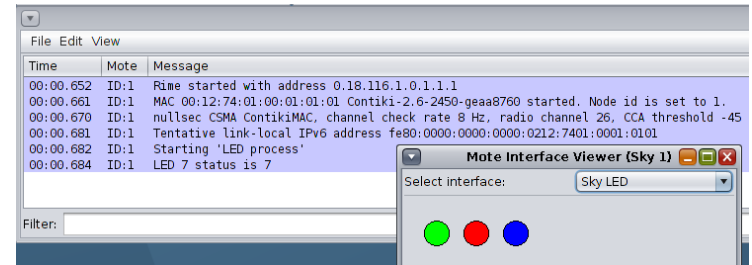 File Edit View
Time Mote Message
00:00.652 ID:1 Rime started with address 0.18.116.1.0.1.1.1
00:00.661 ID:1 MAC 00:12:74:01:00:01:01:01 Contiki-2.6-2450-geaa8760 started. Node id is set to 1.
00:00.670 ID:1 nullsec CSMA ContikiMAC, channel check rate 8 Hz, radio channel 26, CCA threshold -45
00:00.681 ID:1 Tentative link-local IPv6 address fe80:0000:0000:0000:0212:7401:0001:0101
00:00.682 ID:1 Starting 'LED process'
00:00.684 ID:1 LED 7 status is 7
Mote Interface Viewer (Sky 1)
Select interface: Sky LED
Filter: